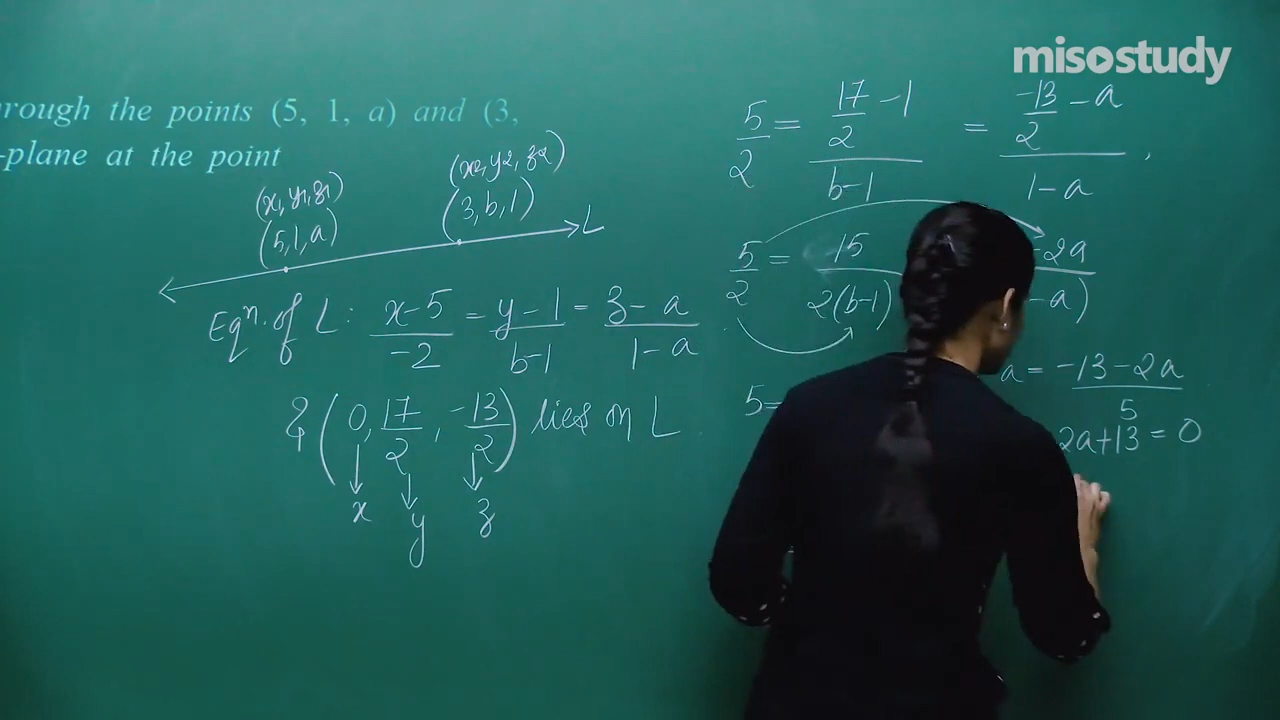 misostudy
hrough the points (5, 1, a) and (3,
-plane at the point
(x1, y1, z1)
(x2, y2, z2)
(5, 1, a)
(3, b, 1)
L
Eqn. of L: x-5/-2 = y-1/b-1 = z-a/1-a
& (0, 17/2, -13/2) lies on L
x
y
z
5/2 = 17/2 - 1 / b-1 = -13/2 - a / 1-a ,
5/2 = 15 / 2(b-1)
-2a
-a)
5=
a = -13-2a / 5
2a+13 = 0